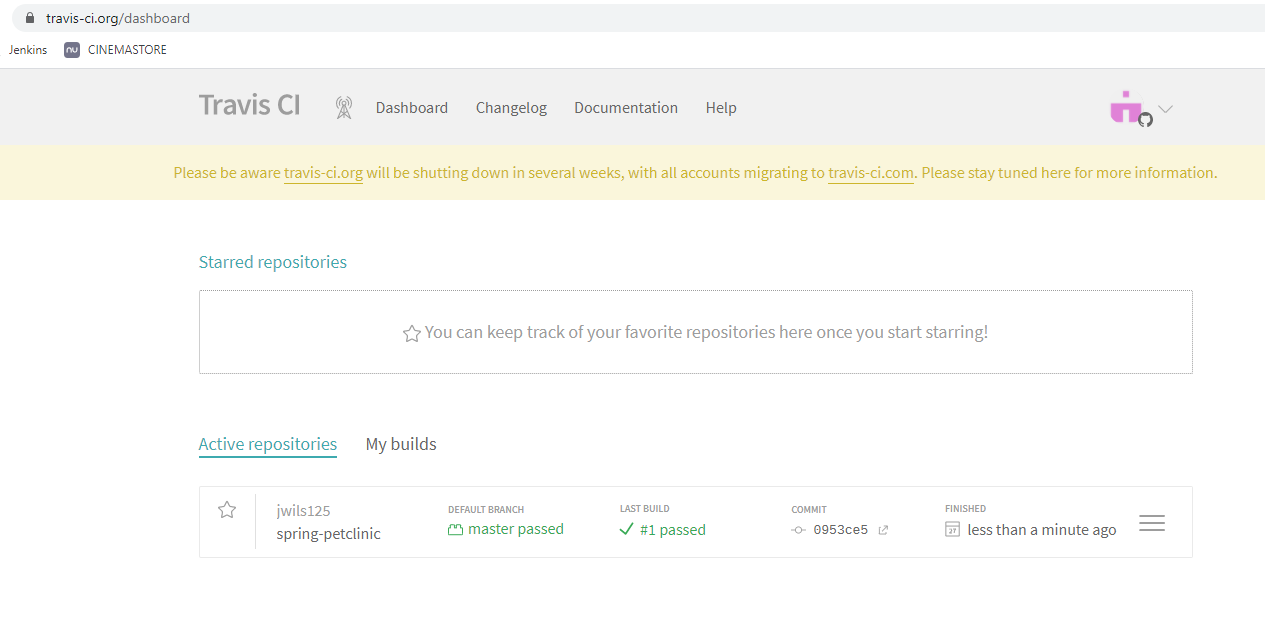 travis-ci.org/dashboard
Jenkins nu CINEMASTORE
Travis CI Dashboard Changelog Documentation Help
Please be aware travis-ci.org will be shutting down in several weeks, with all accounts migrating to travis-ci.com. Please stay tuned here for more information.
Starred repositories
You can keep track of your favorite repositories here once you start starring!
Active repositories My builds
jwils125 DEFAULT BRANCH LAST BUILD COMMIT FINISHED
spring-petclinic master passed #1 passed 0953ce5 less than a minute ago